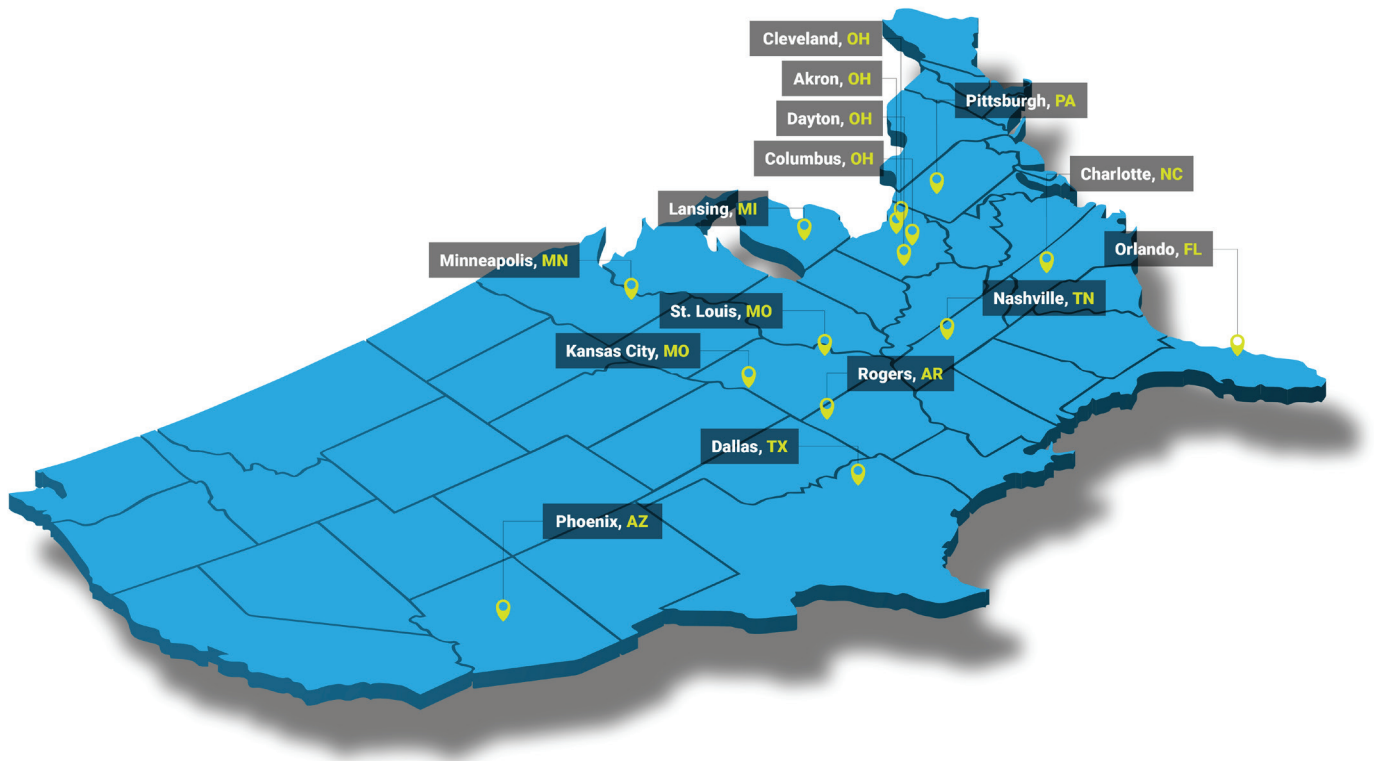 Cleveland, OH
Akron, OH
Pittsburgh, PA
Dayton, OH
Columbus, OH
Charlotte, NC
Lansing, MI
Orlando, FL
Minneapolis, MN
Nashville, TN
St. Louis, MO
Kansas City, MO
Rogers, AR
Dallas, TX
Phoenix, AZ